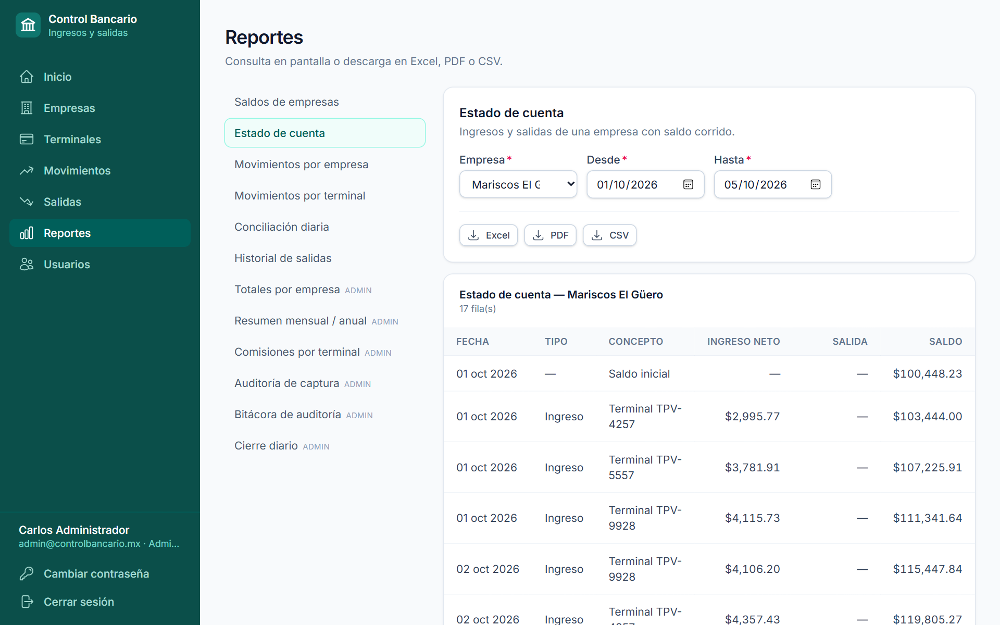 Control Bancario
Ingresos y salidas
Inicio
Empresas
Terminales
Movimientos
Salidas
Reportes
Usuarios
Carlos Administrador
admin@controlbancario.mx · Admi...
Cambiar contraseña
Cerrar sesión
Reportes
Consulta en pantalla o descarga en Excel, PDF o CSV.
Saldos de empresas
Estado de cuenta
Movimientos por empresa
Movimientos por terminal
Conciliación diaria
Historial de salidas
Totales por empresa ADMIN
Resumen mensual / anual ADMIN
Comisiones por terminal ADMIN
Auditoría de captura ADMIN
Bitácora de auditoría ADMIN
Cierre diario ADMIN
Estado de cuenta
Ingresos y salidas de una empresa con saldo corrido.
Empresa * Desde * Hasta *
Mariscos El G 01/10/2026 05/10/2026
Excel PDF CSV
Estado de cuenta — Mariscos El Güero
17 fila(s)
FECHA TIPO CONCEPTO INGRESO NETO SALIDA SALDO
01 oct 2026 — Saldo inicial — — $100,448.23
01 oct 2026 Ingreso Terminal TPV-4257 $2,995.77 — $103,444.00
01 oct 2026 Ingreso Terminal TPV-5557 $3,781.91 — $107,225.91
01 oct 2026 Ingreso Terminal TPV-9928 $4,115.73 — $111,341.64
02 oct 2026 Ingreso Terminal TPV-9928 $4,106.20 — $115,447.84
02 oct 2026 Ingreso Terminal TPV- $4,357.43 — $119,805.27